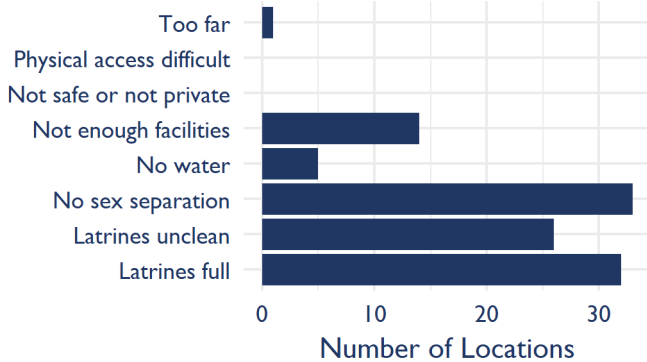 Too far
Physical access difficult
Not safe or not private
Not enough facilities
No water
No sex separation
Latrines unclean
Latrines full
0 10 20 30
Number of Locations